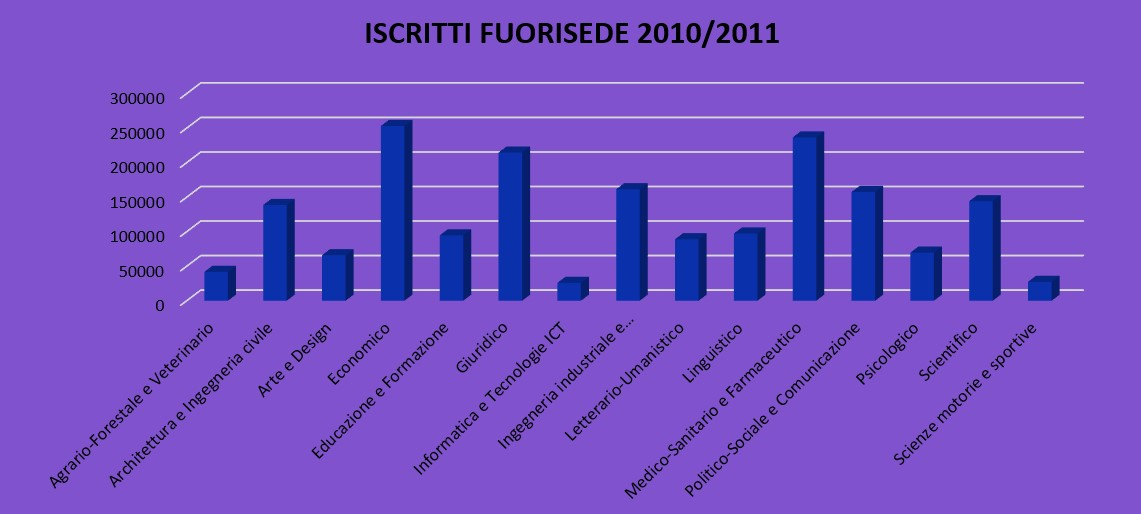 ISCRITTI FUORISEDE 2010/2011
300000
250000
200000
150000
100000
50000
0
Agrario-Forestale e Veterinario
Architettura e Ingegneria civile
Arte e Design
Economico
Educazione e Formazione
Giuridico
Informatica e Tecnologie ICT
Ingegneria industriale e...
Letterario-Umanistico
Linguistico
Medico-Sanitario e Farmaceutico
Politico-Sociale e Comunicazione
Psicologico
Scientifico
Scienze motorie e sportive